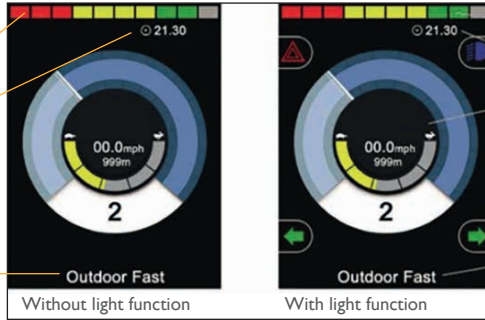 21.30
00.0mph
999m
2
Outdoor Fast
Without light function
21.30
00.0mph
999m
2
Outdoor Fast
With light function